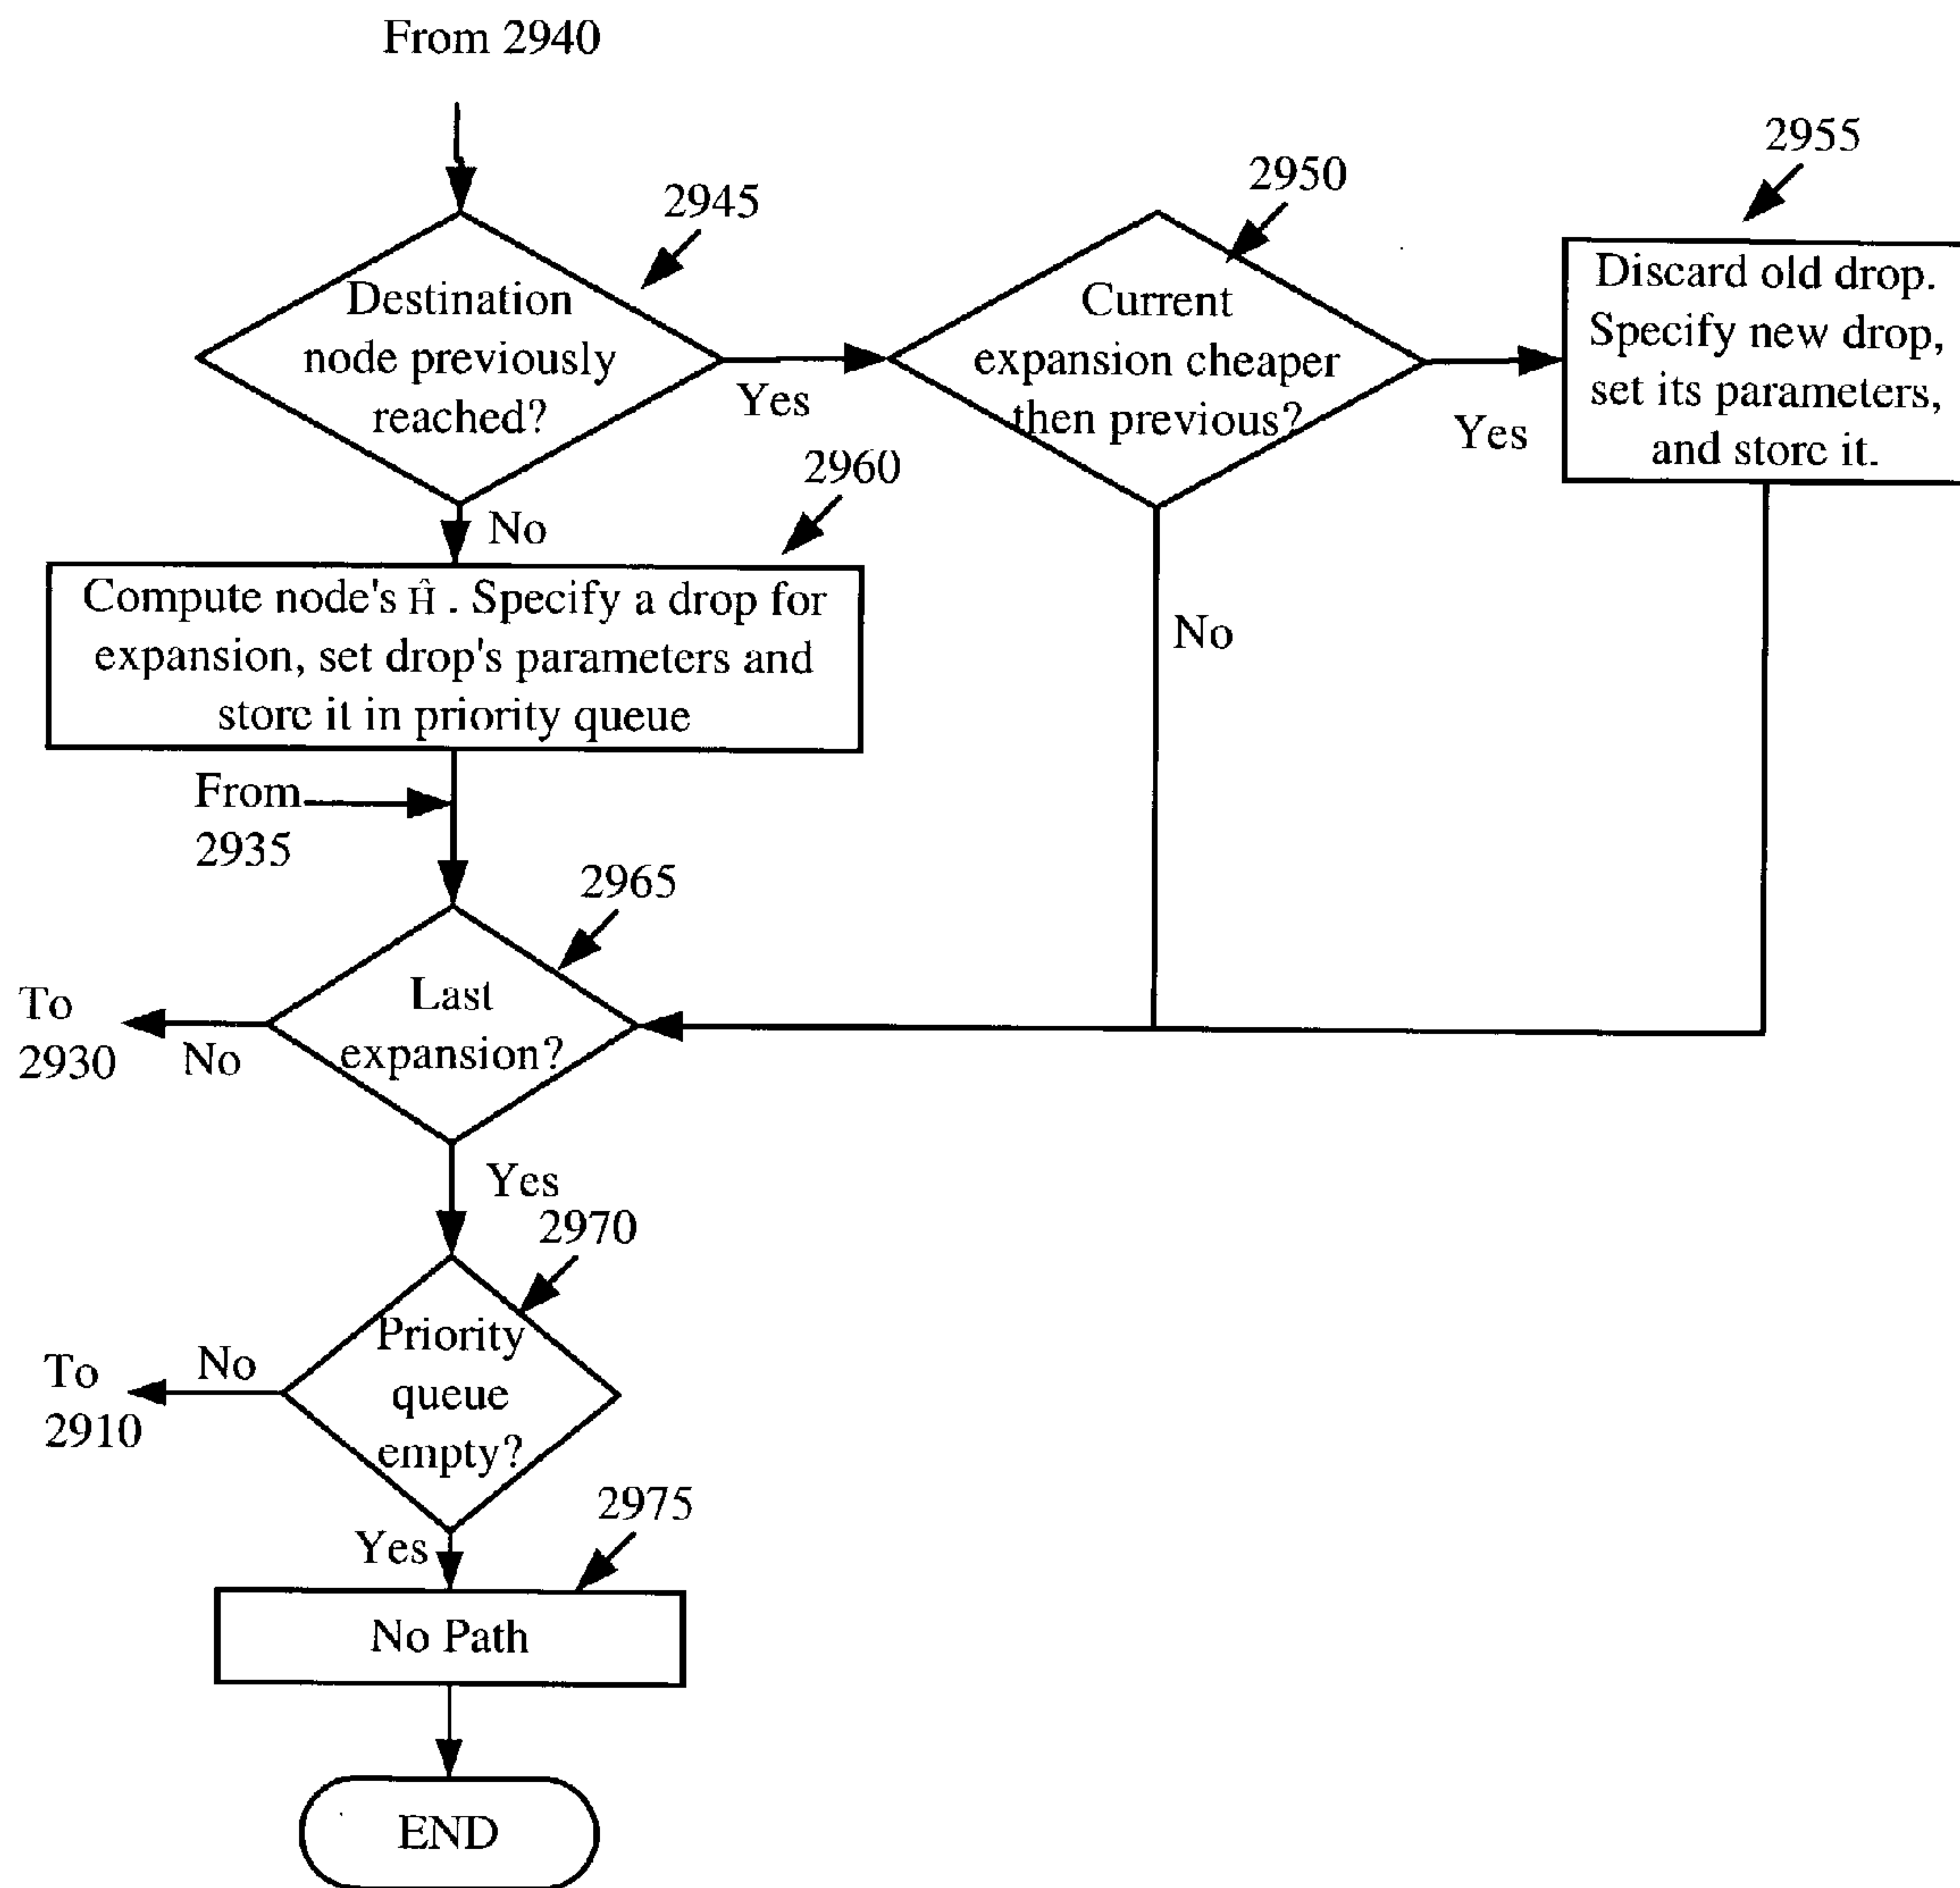 From 2940
2945
2950
2955
Destination
node previously
reached?
Yes
Current
expansion cheaper
then previous?
Yes
Discard old drop.
Specify new drop,
set its parameters,
and store it.
No
2960
Compute node's Ĥ . Specify a drop for
expansion, set drop's parameters and
store it in priority queue
No
From
2935
2965
Last
expansion?
To
2930
No
Yes
2970
Priority
queue
empty?
To
2910
No
Yes
2975
No Path
END